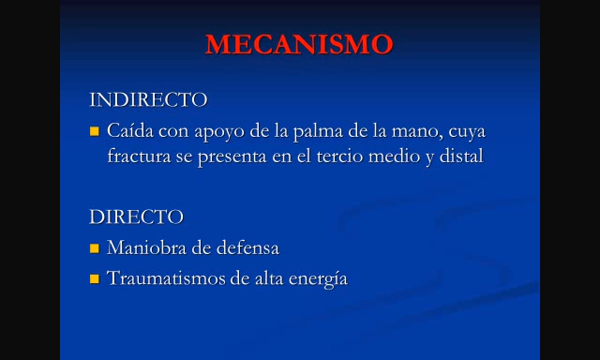 MECANISMO
INDIRECTO
Caída con apoyo de la palma de la mano, cuya
fractura se presenta en el tercio medio y distal
DIRECTO
Maniobra de defensa
Traumatismos de alta energía